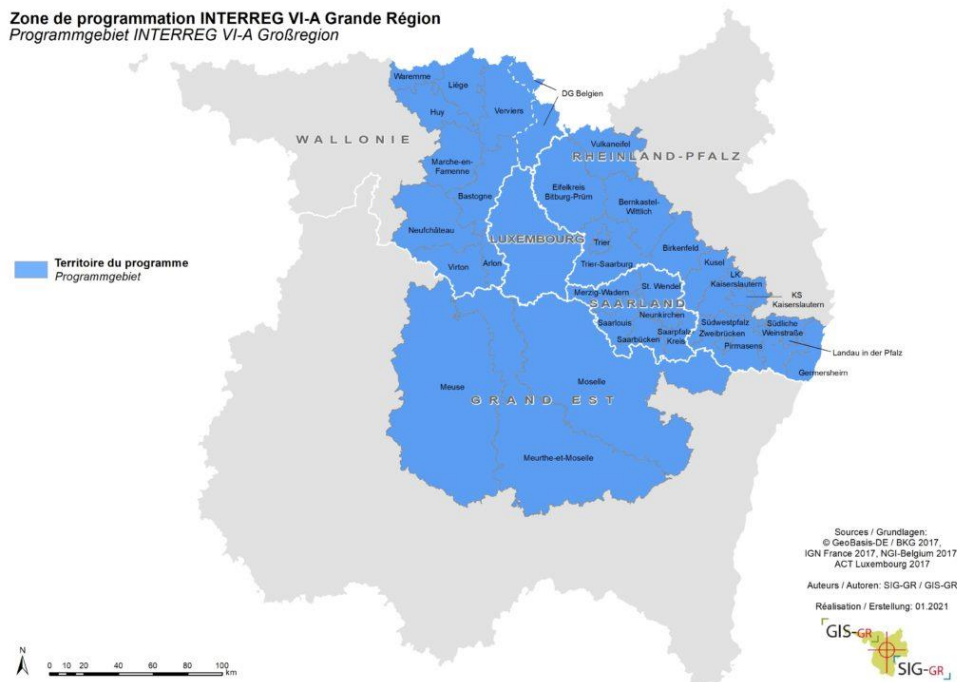 Zone de programmation INTERREG VI-A Grande Région
Programmgebiet INTERREG VI-A Großregion
Waremme
Liège
DG Belgien
Huy
Verviers
WALLONIE
Vulkaneifel
RHEINLAND-PFALZ
Marche-en-
Famenne
Eifelkreis
Bitburg-Prüm
Bastogne
Bernkastel-
Wittlich
Neufchâteau
LUXEMBOURG
Trier
Birkenfeld
Territoire du programme
Programmgebiet
Virton
Arlon
Trier-Saarburg
Kusel
LK
Kaiserslautern
St. Wendel
Merzig-Wadern
KS
Kaiserslautern
SAARLAND
Neunkirchen
Saarlouis
Südwestpfalz
Südliche
Weinstraße
Zweibrücken
Saarpfalz
Kreis
Saarbücken
Pirmasens
Landau in der Pfalz
Germersheim
Moselle
Meuse
GRAND EST
Meurthe-et-Moselle
Sources / Grundlagen:
© GeoBasis-DE / BKG 2017,
IGN France 2017, NGI-Belgium 2017
ACT Luxembourg 2017
Auteurs / Autoren: SIG-GR / GIS-GR
Réalisation / Erstellung: 01.2021
GIS-GR
SIG-GR
N
0 10 20 40 60 80 100
km